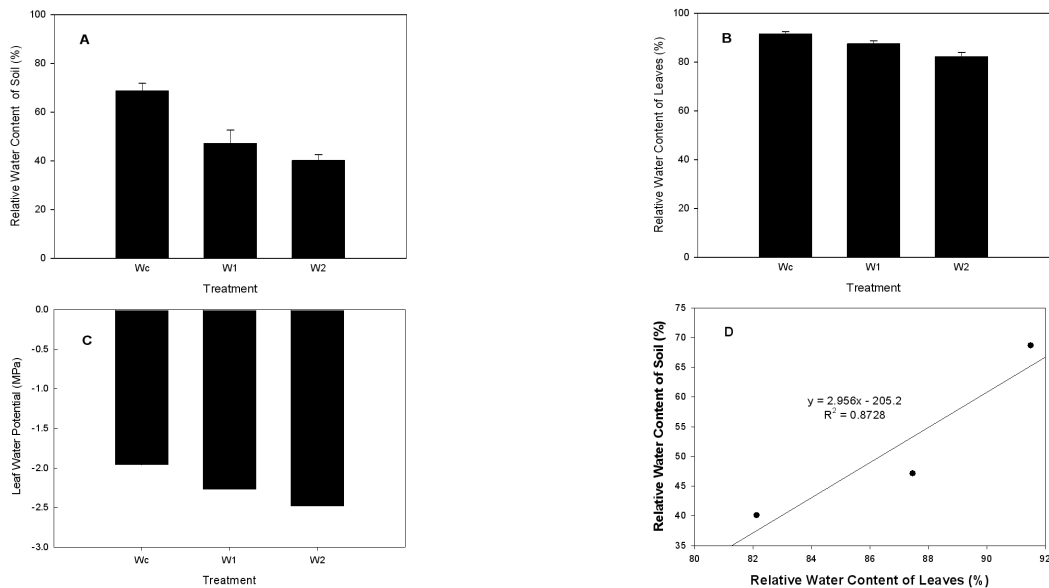 A
Relative Water Content of Soil (%)
100
80
60
40
20
0
Wc W1 W2
Treatment
B
Relative Water Content of Leaves (%)
100
80
60
40
20
0
Wc W1 W2
Treatment
C
Leaf Water Potential (MPa)
0.0
-0.5
-1.0
-1.5
-2.0
-2.5
-3.0
Wc W1 W2
Treatment
D
Relative Water Content of Soil (%)
75
70
65
60
55
50
45
40
35
y = 2.956x - 205.2
R² = 0.8728
80 82 84 86 88 90 92
Relative Water Content of Leaves (%)